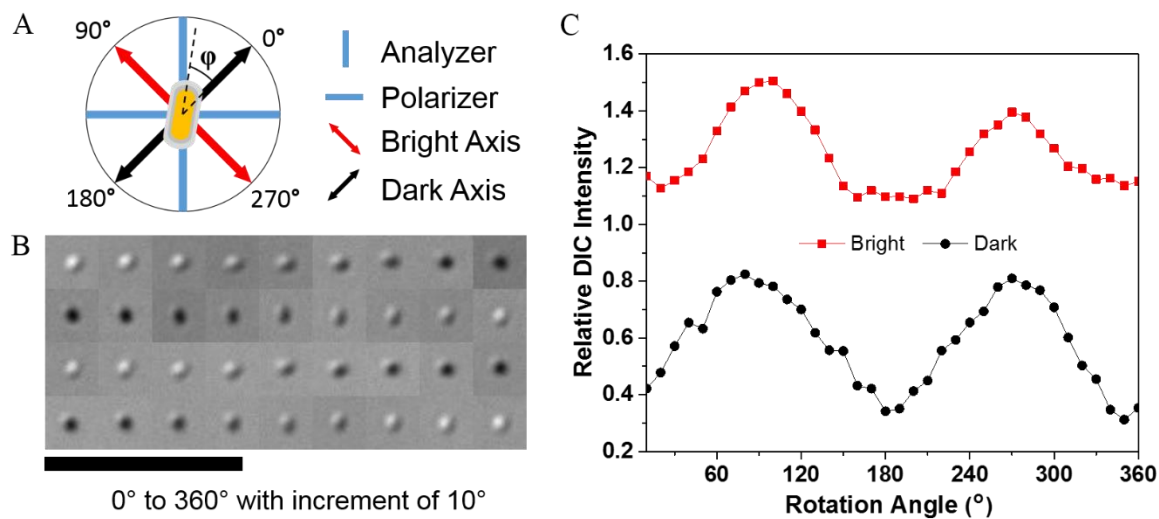 A
90°
0°
φ
180°
270°
Analyzer
Polarizer
Bright Axis
Dark Axis
B
0° to 360° with increment of 10°
C
Relative DIC Intensity
1.6
1.4
1.2
1.0
0.8
0.6
0.4
0.2
Bright
Dark
60
120
180
240
300
360
Rotation Angle (°)